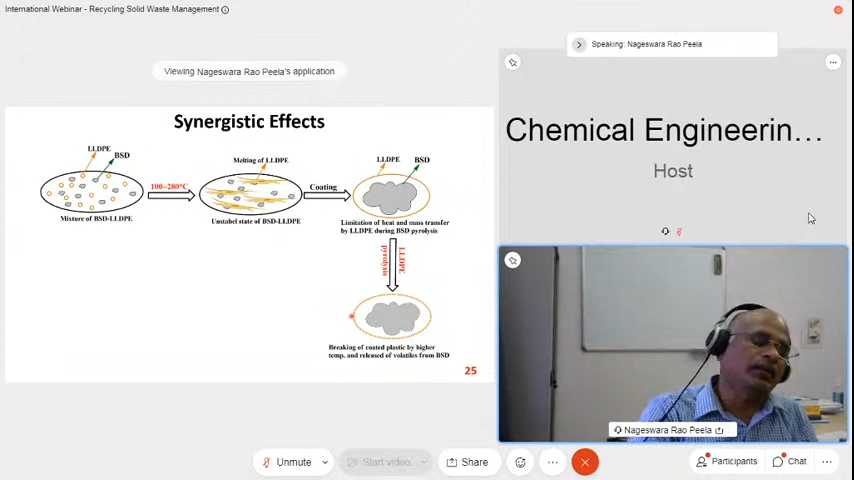 International Webinar - Recycling Solid Waste Management
Viewing Nageswara Rao Peela's application
Speaking: Nageswara Rao Peela
Synergistic Effects
LLDPE
BSD
100-280°C
Mixture of BSD-LLDPE
Melting of LLDPE
Unstabel state of BSD-LLDPE
Coating
LLDPE
BSD
Limitation of heat and mass transfer
by LLDPE during BSD pyrolysis
LLDPE
pyrolysis
Breaking of coated plastic by higher
temp. and released of volatiles from BSD
25
Chemical Engineerin...
Host
Nageswara Rao Peela
Unmute
Start video
Share
Participants
Chat